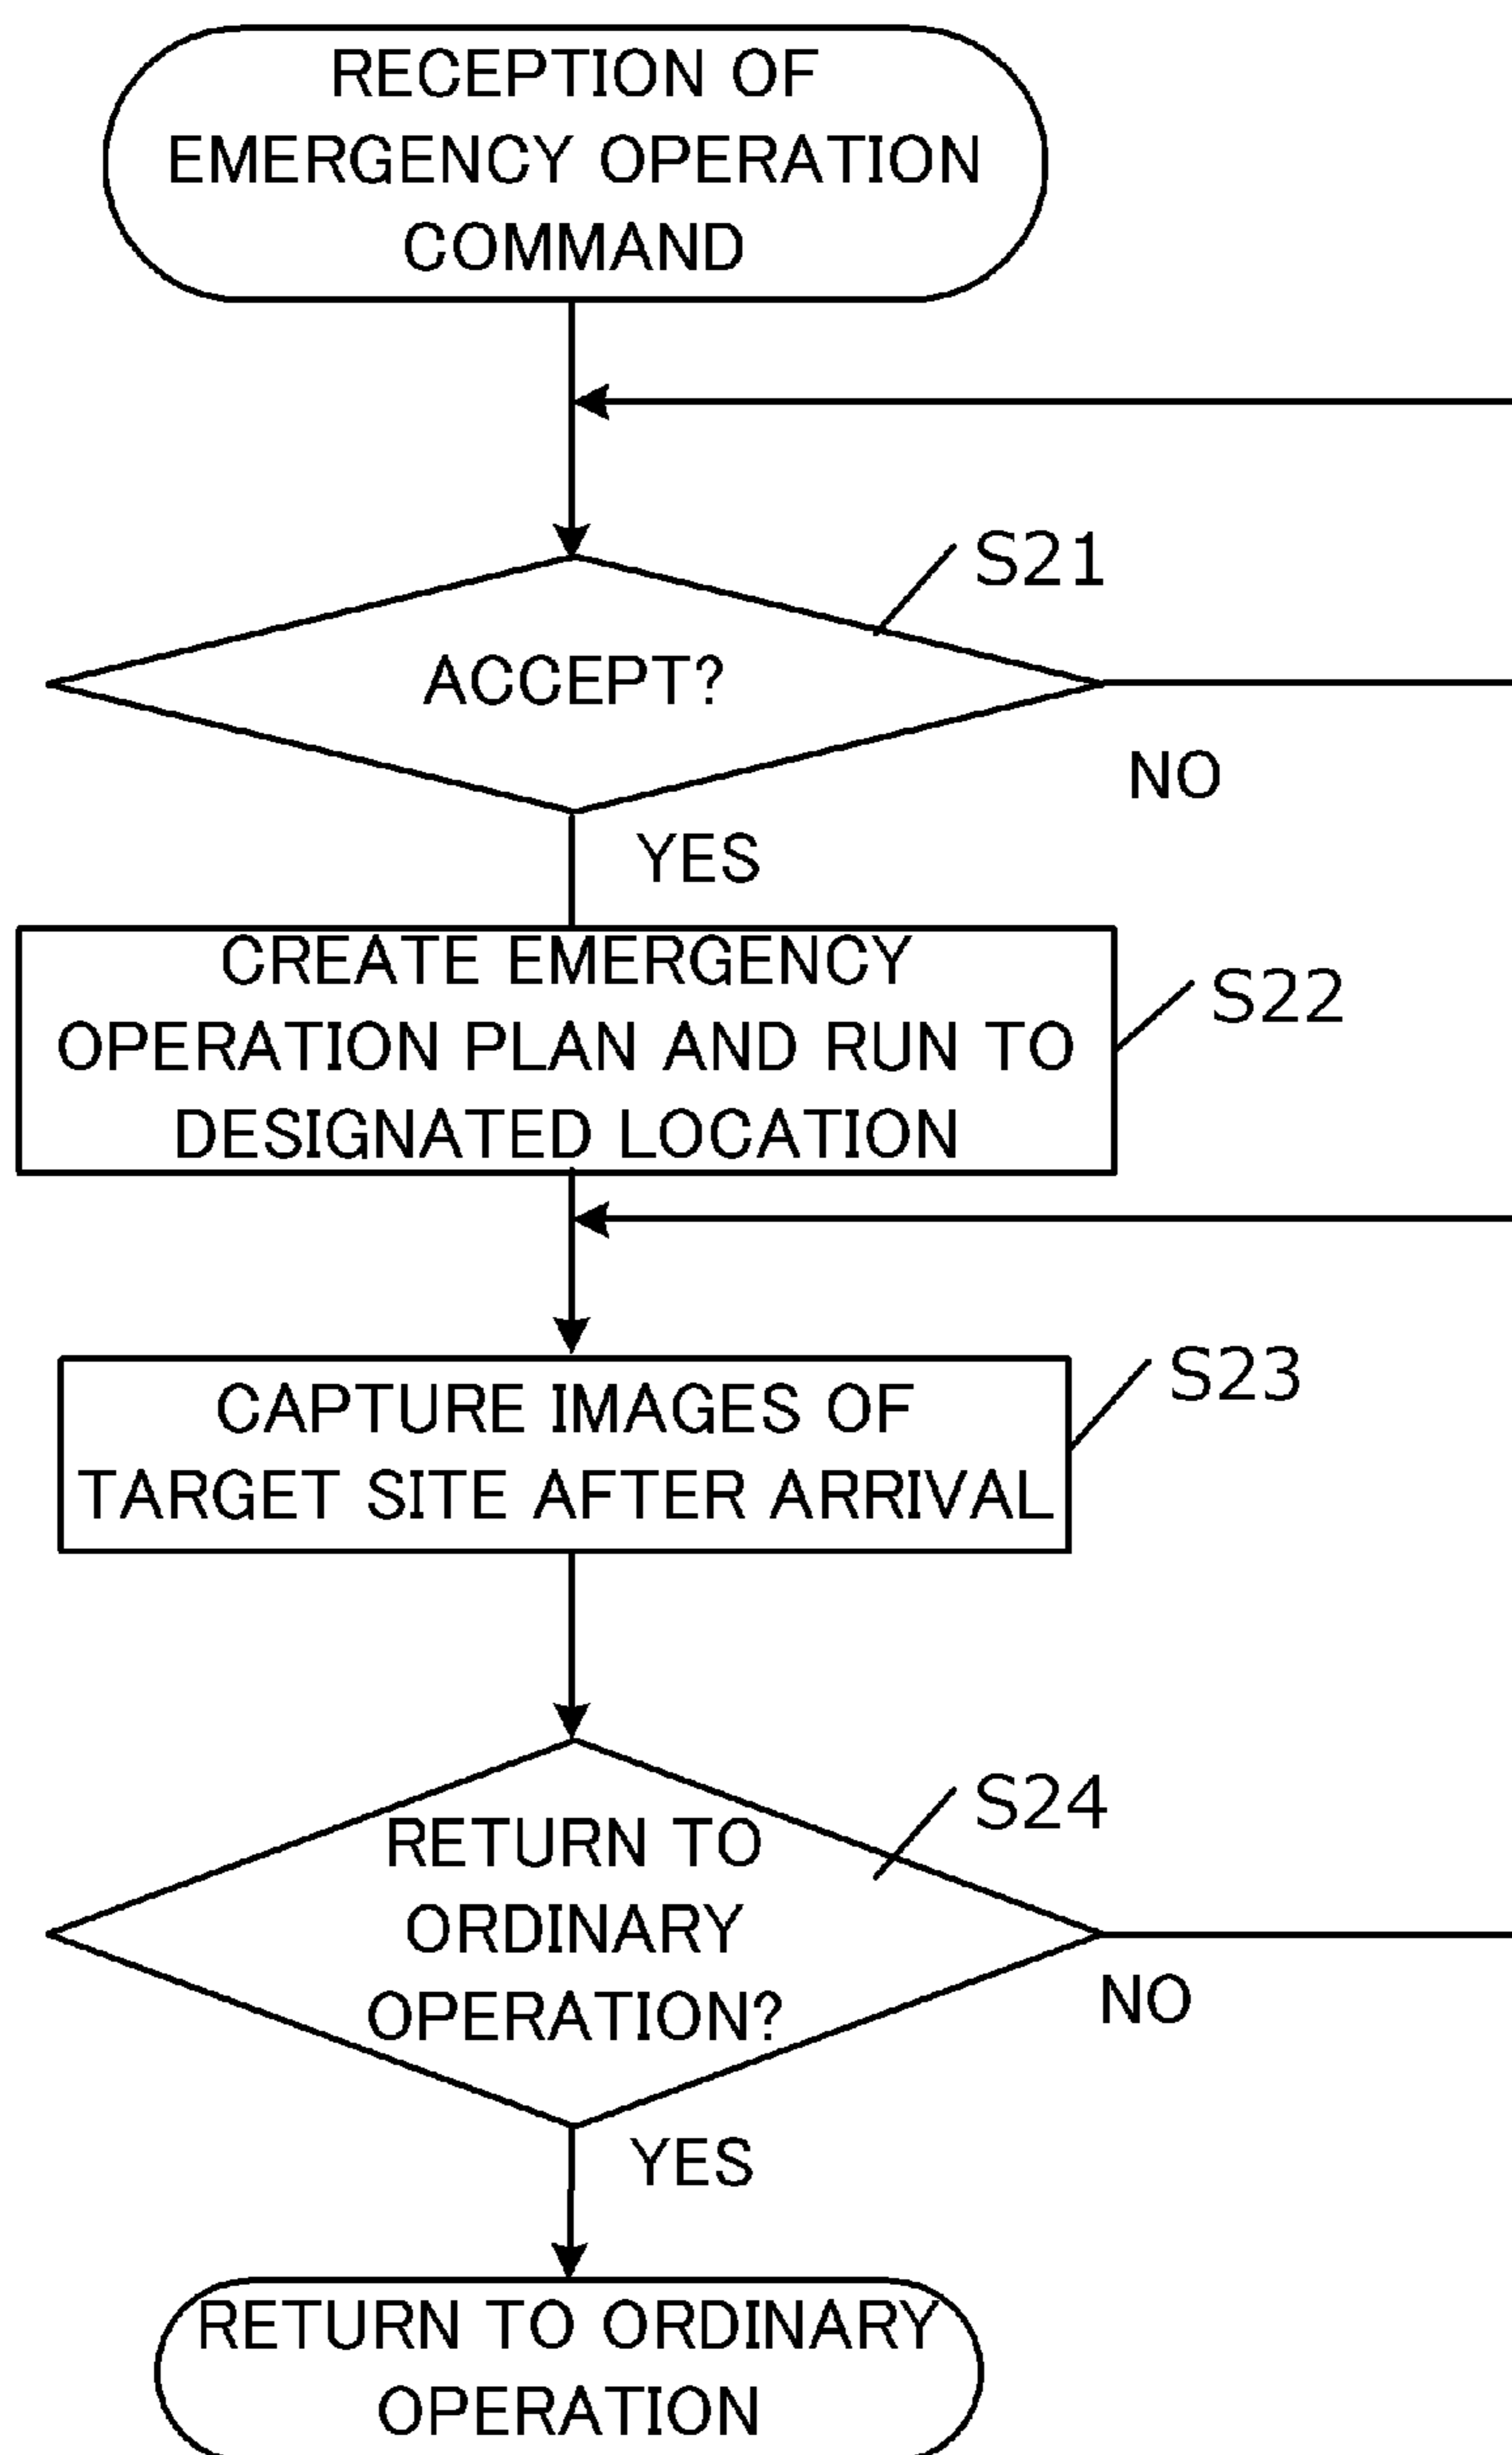 RECEPTION OF
EMERGENCY OPERATION
COMMAND
S21
ACCEPT?
NO
YES
CREATE EMERGENCY
OPERATION PLAN AND RUN TO
DESIGNATED LOCATION
S22
S23
CAPTURE IMAGES OF
TARGET SITE AFTER ARRIVAL
S24
RETURN TO
ORDINARY
OPERATION?
NO
YES
RETURN TO ORDINARY
OPERATION